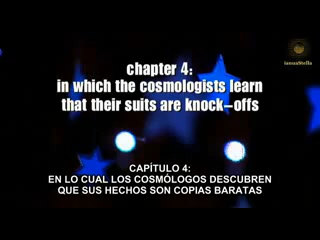 ianuaStella
chapter 4:
in which the cosmologists learn
that their suits are knock-offs
CAPÍTULO 4:
EN LO CUAL LOS COSMÓLOGOS DESCUBREN
QUE SUS HECHOS SON COPIAS BARATAS